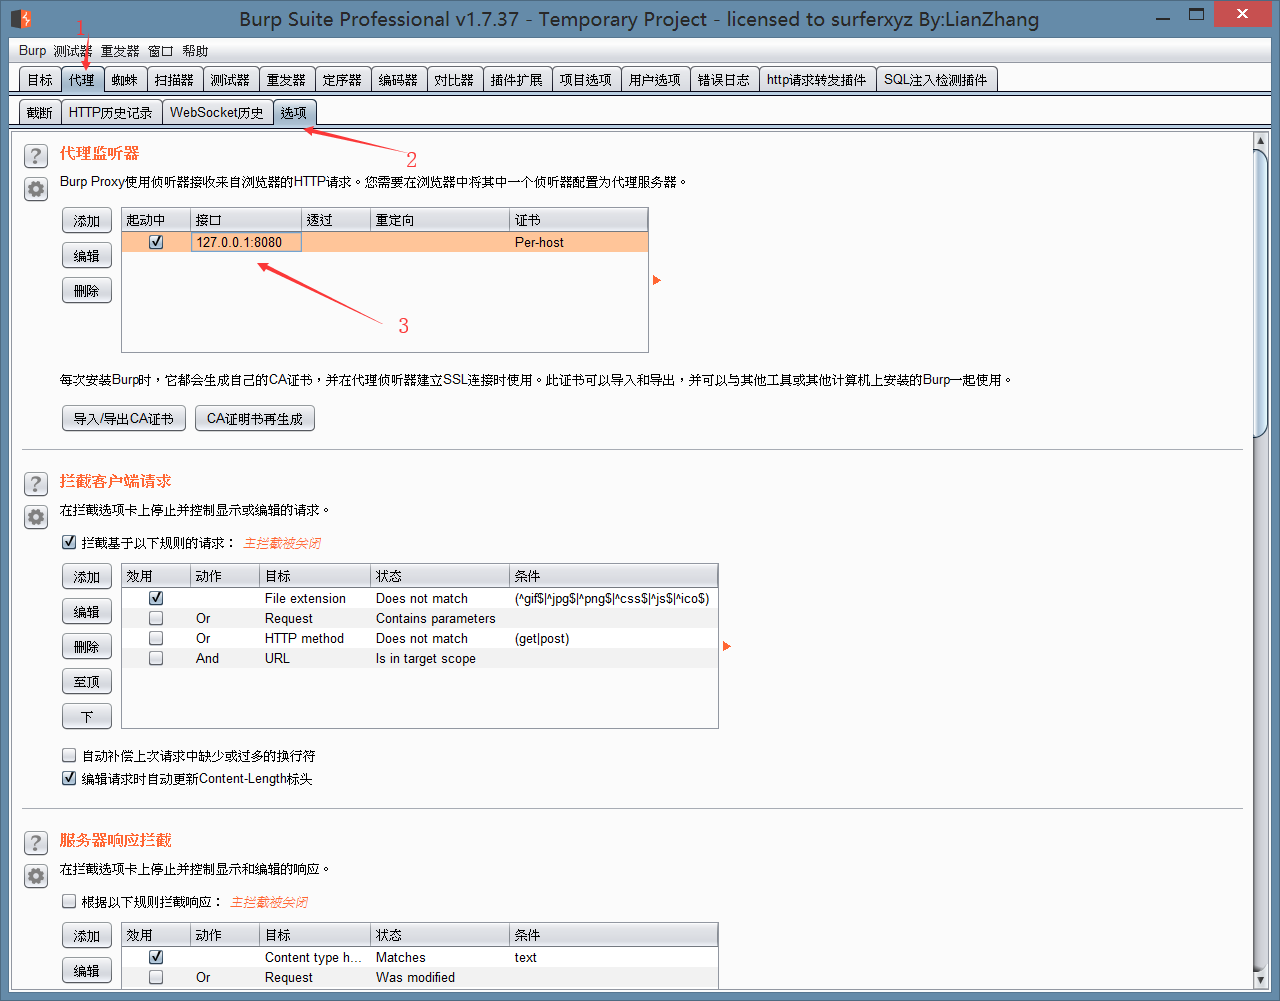 Burp Suite Professional v1.7.37 - Temporary Project - licensed to surferxyz By:LianZhang
1
Burp 测试器 重发器 窗口 帮助
目标 代理 蜘蛛 扫描器 测试器 重发器 定序器 编码器 对比器 插件扩展 项目选项 用户选项 错误日志 http请求转发插件 SQL注入检测插件
截断 HTTP历史记录 WebSocket历史 选项
2
? 代理监听器
Burp Proxy使用侦听器接收来自浏览器的HTTP请求。您需要在浏览器中将其中一个侦听器配置为代理服务器。
添加 起动中 接口 透过 重定向 证书
127.0.0.1:8080 Per-host
编辑
删除
3
每次安装Burp时，它都会生成自己的CA证书，并在代理侦听器建立SSL连接时使用。此证书可以导入和导出，并可以与其他工具或其他计算机上安装的Burp一起使用。
导入/导出CA证书 CA证明书再生成
? 拦截客户端请求
在拦截选项卡上停止并控制显示或编辑的请求。
拦截基于以下规则的请求： 主拦截被关闭
添加 效用 动作 目标 状态 条件
File extension Does not match (^gif$|^jpg$|^png$|^css$|^js$|^ico$)
编辑 Or Request Contains parameters
删除 Or HTTP method Does not match (get|post)
And URL Is in target scope
至顶
下
自动补偿上次请求中缺少或过多的换行符
编辑请求时自动更新Content-Length标头
? 服务器响应拦截
在拦截选项卡上停止并控制显示和编辑的响应。
根据以下规则拦截响应： 主拦截被关闭
添加 效用 动作 目标 状态 条件
Content type h... Matches text
编辑 Or Request Was modified